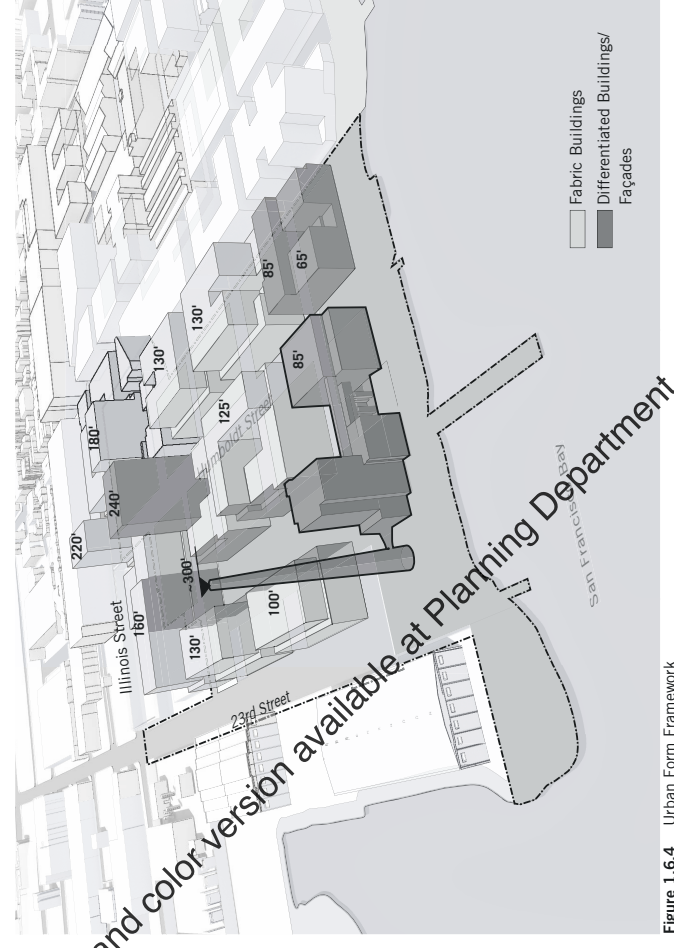 220'
180'
240'
Illinois Street
160'
~300'
130'
130'
130'
125'
Humboldt Street
100'
85'
65'
85'
23rd Street
San Francisco Bay
Fabric Buildings
Differentiated Buildings/
Façades
and color version available at Planning Department
Figure 1.6.4 Urban Form Framework